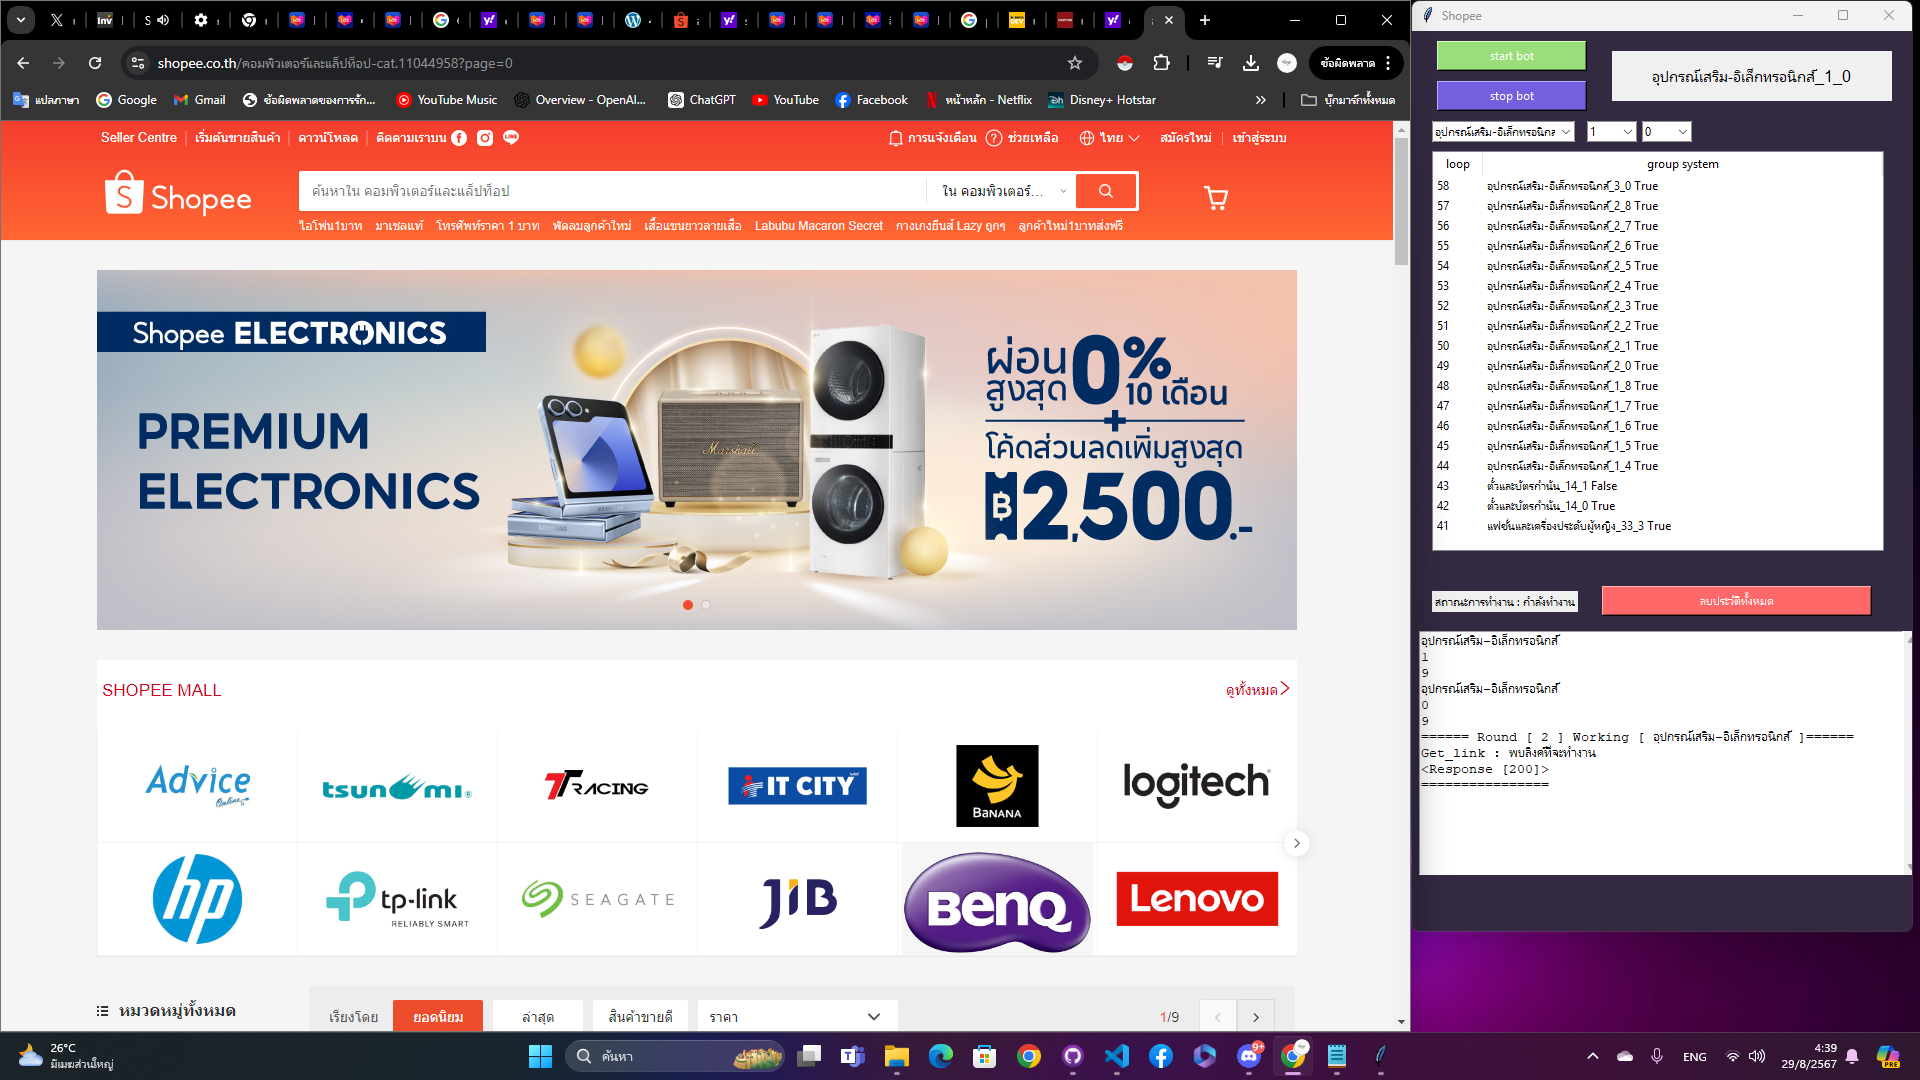 shopee.co.th/คอมพิวเตอร์และแล็ปท็อป-cat.11044958?page=0
ข้อผิดพลาด
แปลภาษา
Google
Gmail
ข้อผิดพลาดของการรัก...
YouTube Music
Overview - OpenAI...
ChatGPT
YouTube
Facebook
หน้าหลัก - Netflix
Disney+ Hotstar
บุ๊กมาร์กทั้งหมด
Seller Centre
เริ่มต้นขายสินค้า
ดาวน์โหลด
ติดตามเราบน
การแจ้งเตือน
ช่วยเหลือ
ไทย
สมัครใหม่
เข้าสู่ระบบ
Shopee
ค้นหาใน คอมพิวเตอร์และแล็ปท็อป
ใน คอมพิวเตอร์...
ไอโฟน1บาท
มาเซลแท้
โทรศัพท์ราคา 1 บาท
พัดลมลูกค้าใหม่
เสื้อแขนยาวลายเสือ
Labubu Macaron Secret
กางเกงยีนส์ Lazy ถูกๆ
ลูกค้าใหม่1บาทส่งฟรี
Shopee ELECTRONICS
PREMIUM
ELECTRONICS
Marshall
SAMSUNG
ผ่อน
สูงสุด
0%
10 เดือน
+
โค้ดส่วนลดเพิ่มสูงสุด
฿2,500.-
SHOPEE MALL
ดูทั้งหมด
Advice
Online
tsunami
TT RACING
IT CITY
BANANA
logitech
hp
tp-link
RELIABLY SMART
SEAGATE
JIB
BenQ
Lenovo
หมวดหมู่ทั้งหมด
เรียงโดย
ยอดนิยม
ล่าสุด
สินค้าขายดี
ราคา
1/9
Shopee
start bot
stop bot
อุปกรณ์เสริม-อิเล็กทรอนิกส์_1_0
อุปกรณ์เสริม-อิเล็กทรอนิกส
1
0
loop
group system
58 อุปกรณ์เสริม-อิเล็กทรอนิกส์_3_0 True
57 อุปกรณ์เสริม-อิเล็กทรอนิกส์_2_8 True
56 อุปกรณ์เสริม-อิเล็กทรอนิกส์_2_7 True
55 อุปกรณ์เสริม-อิเล็กทรอนิกส์_2_6 True
54 อุปกรณ์เสริม-อิเล็กทรอนิกส์_2_5 True
53 อุปกรณ์เสริม-อิเล็กทรอนิกส์_2_4 True
52 อุปกรณ์เสริม-อิเล็กทรอนิกส์_2_3 True
51 อุปกรณ์เสริม-อิเล็กทรอนิกส์_2_2 True
50 อุปกรณ์เสริม-อิเล็กทรอนิกส์_2_1 True
49 อุปกรณ์เสริม-อิเล็กทรอนิกส์_2_0 True
48 อุปกรณ์เสริม-อิเล็กทรอนิกส์_1_8 True
47 อุปกรณ์เสริม-อิเล็กทรอนิกส์_1_7 True
46 อุปกรณ์เสริม-อิเล็กทรอนิกส์_1_6 True
45 อุปกรณ์เสริม-อิเล็กทรอนิกส์_1_5 True
44 อุปกรณ์เสริม-อิเล็กทรอนิกส์_1_4 True
43 ตั๋วและบัตรกำนัน_14_1 False
42 ตั๋วและบัตรกำนัน_14_0 True
41 แฟชั่นและเครื่องประดับผู้หญิง_33_3 True
สถาณะการทำงาน : กำลังทำงาน
ลบประวัติทั้งหมด
อุปกรณ์เสริม-อิเล็กทรอนิกส์
1
9
อุปกรณ์เสริม-อิเล็กทรอนิกส์
0
9
====== Round [ 2 ] Working [ อุปกรณ์เสริม-อิเล็กทรอนิกส์ ]======
Get_link : พบลิงค์ที่จะทำงาน
<Response [200]>
================
26°C
มีเมฆส่วนใหญ่
ค้นหา
9+
ENG
4:39
29/8/2567
PRE